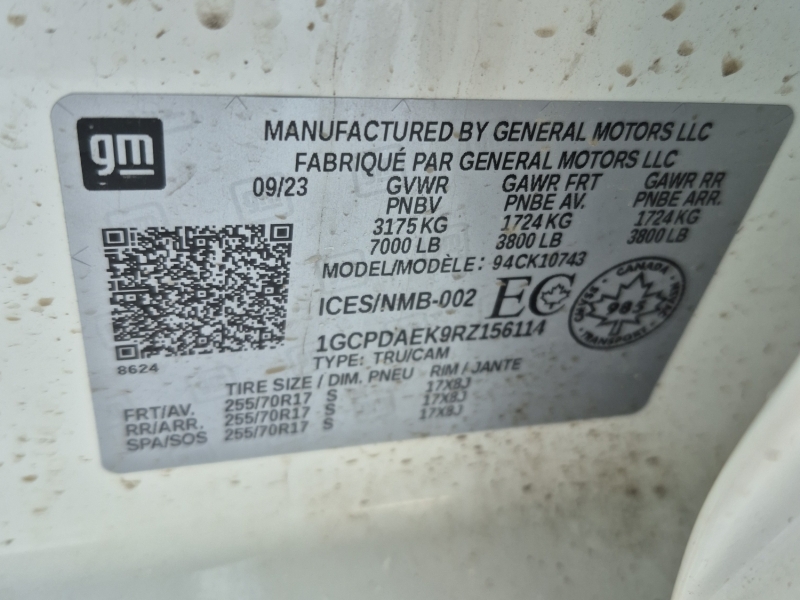 gm
MANUFACTURED BY GENERAL MOTORS LLC
FABRIQUÉ PAR GENERAL MOTORS LLC
09/23 GVWR GAWR FRT GAWR RR
PNBV PNBE AV. PNBE ARR.
3175 KG 1724 KG 1724 KG
7000 LB 3800 LB 3800 LB
MODEL/MODÈLE: 94CK10743
ICES/NMB-002 EC
CANADA
985
TRANSPORT
1GCPDAEK9RZ156114
8624
TYPE: TRU/CAM
TIRE SIZE / DIM. PNEU RIM / JANTE
FRT/AV. 255/70R17 S 17X8J
RR/ARR. 255/70R17 S 17X8J
SPA/SOS 255/70R17 S 17X8J